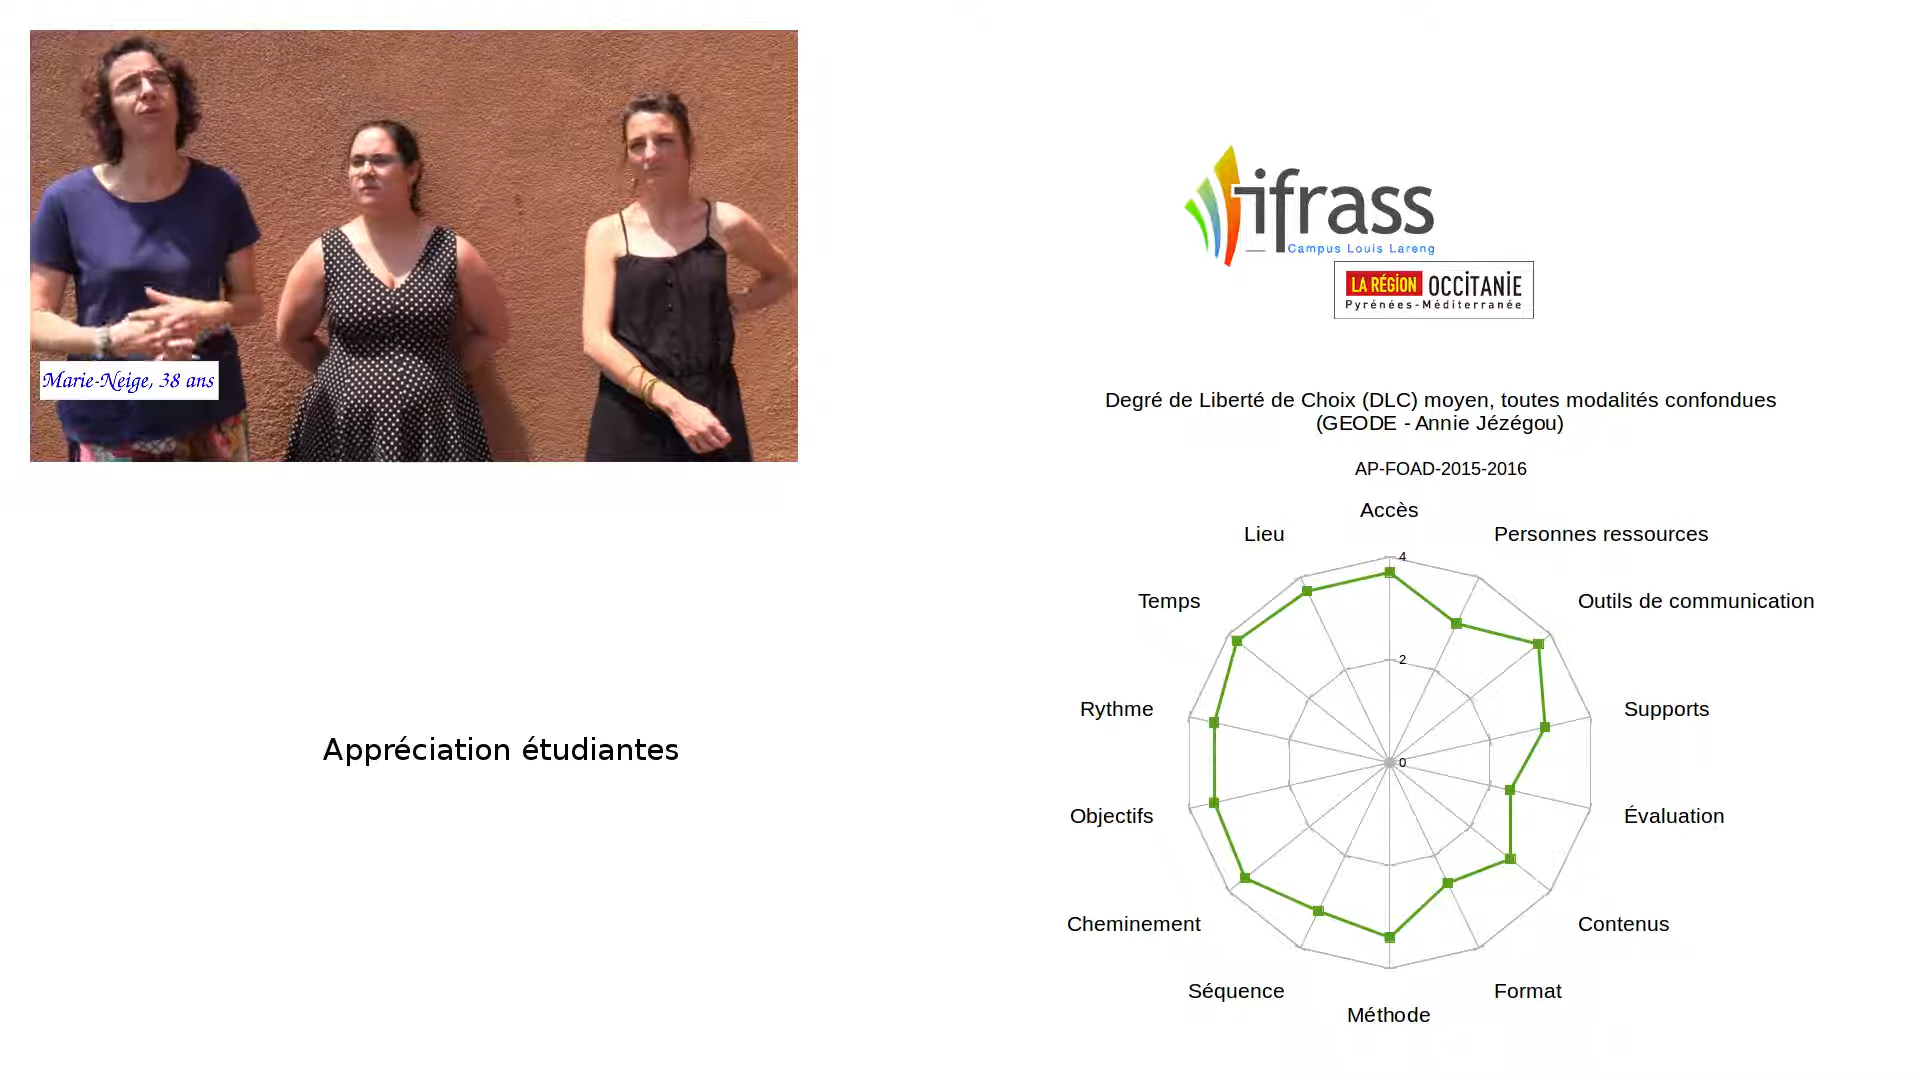 Marie-Neige, 38 ans
Appréciation étudiantes
ifrass
Campus Louis Lareng
LA RÉGION OCCITANIE
Pyrénées - Méditerranée
Degré de Liberté de Choix (DLC) moyen, toutes modalités confondues
(GEODE - Annie Jézégou)
AP-FOAD-2015-2016
Accès
Personnes ressources
Outils de communication
Supports
Évaluation
Contenus
Format
Méthode
Séquence
Cheminement
Objectifs
Rythme
Temps
Lieu
4
2
0